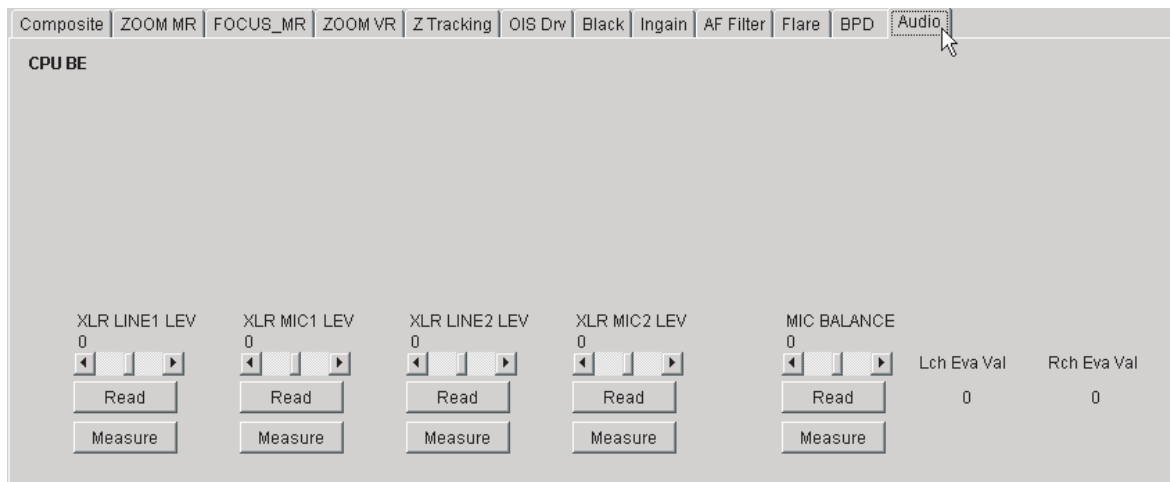 Composite ZOOM MR FOCUS_MR ZOOM VR Z Tracking OIS Drv Black Ingain AF Filter Flare BPD Audio
CPU BE
XLR LINE1 LEV XLR MIC1 LEV XLR LINE2 LEV XLR MIC2 LEV MIC BALANCE
0 0 0 0 0
Lch Eva Val Rch Eva Val
Read Read Read Read Read 0 0
Measure Measure Measure Measure Measure